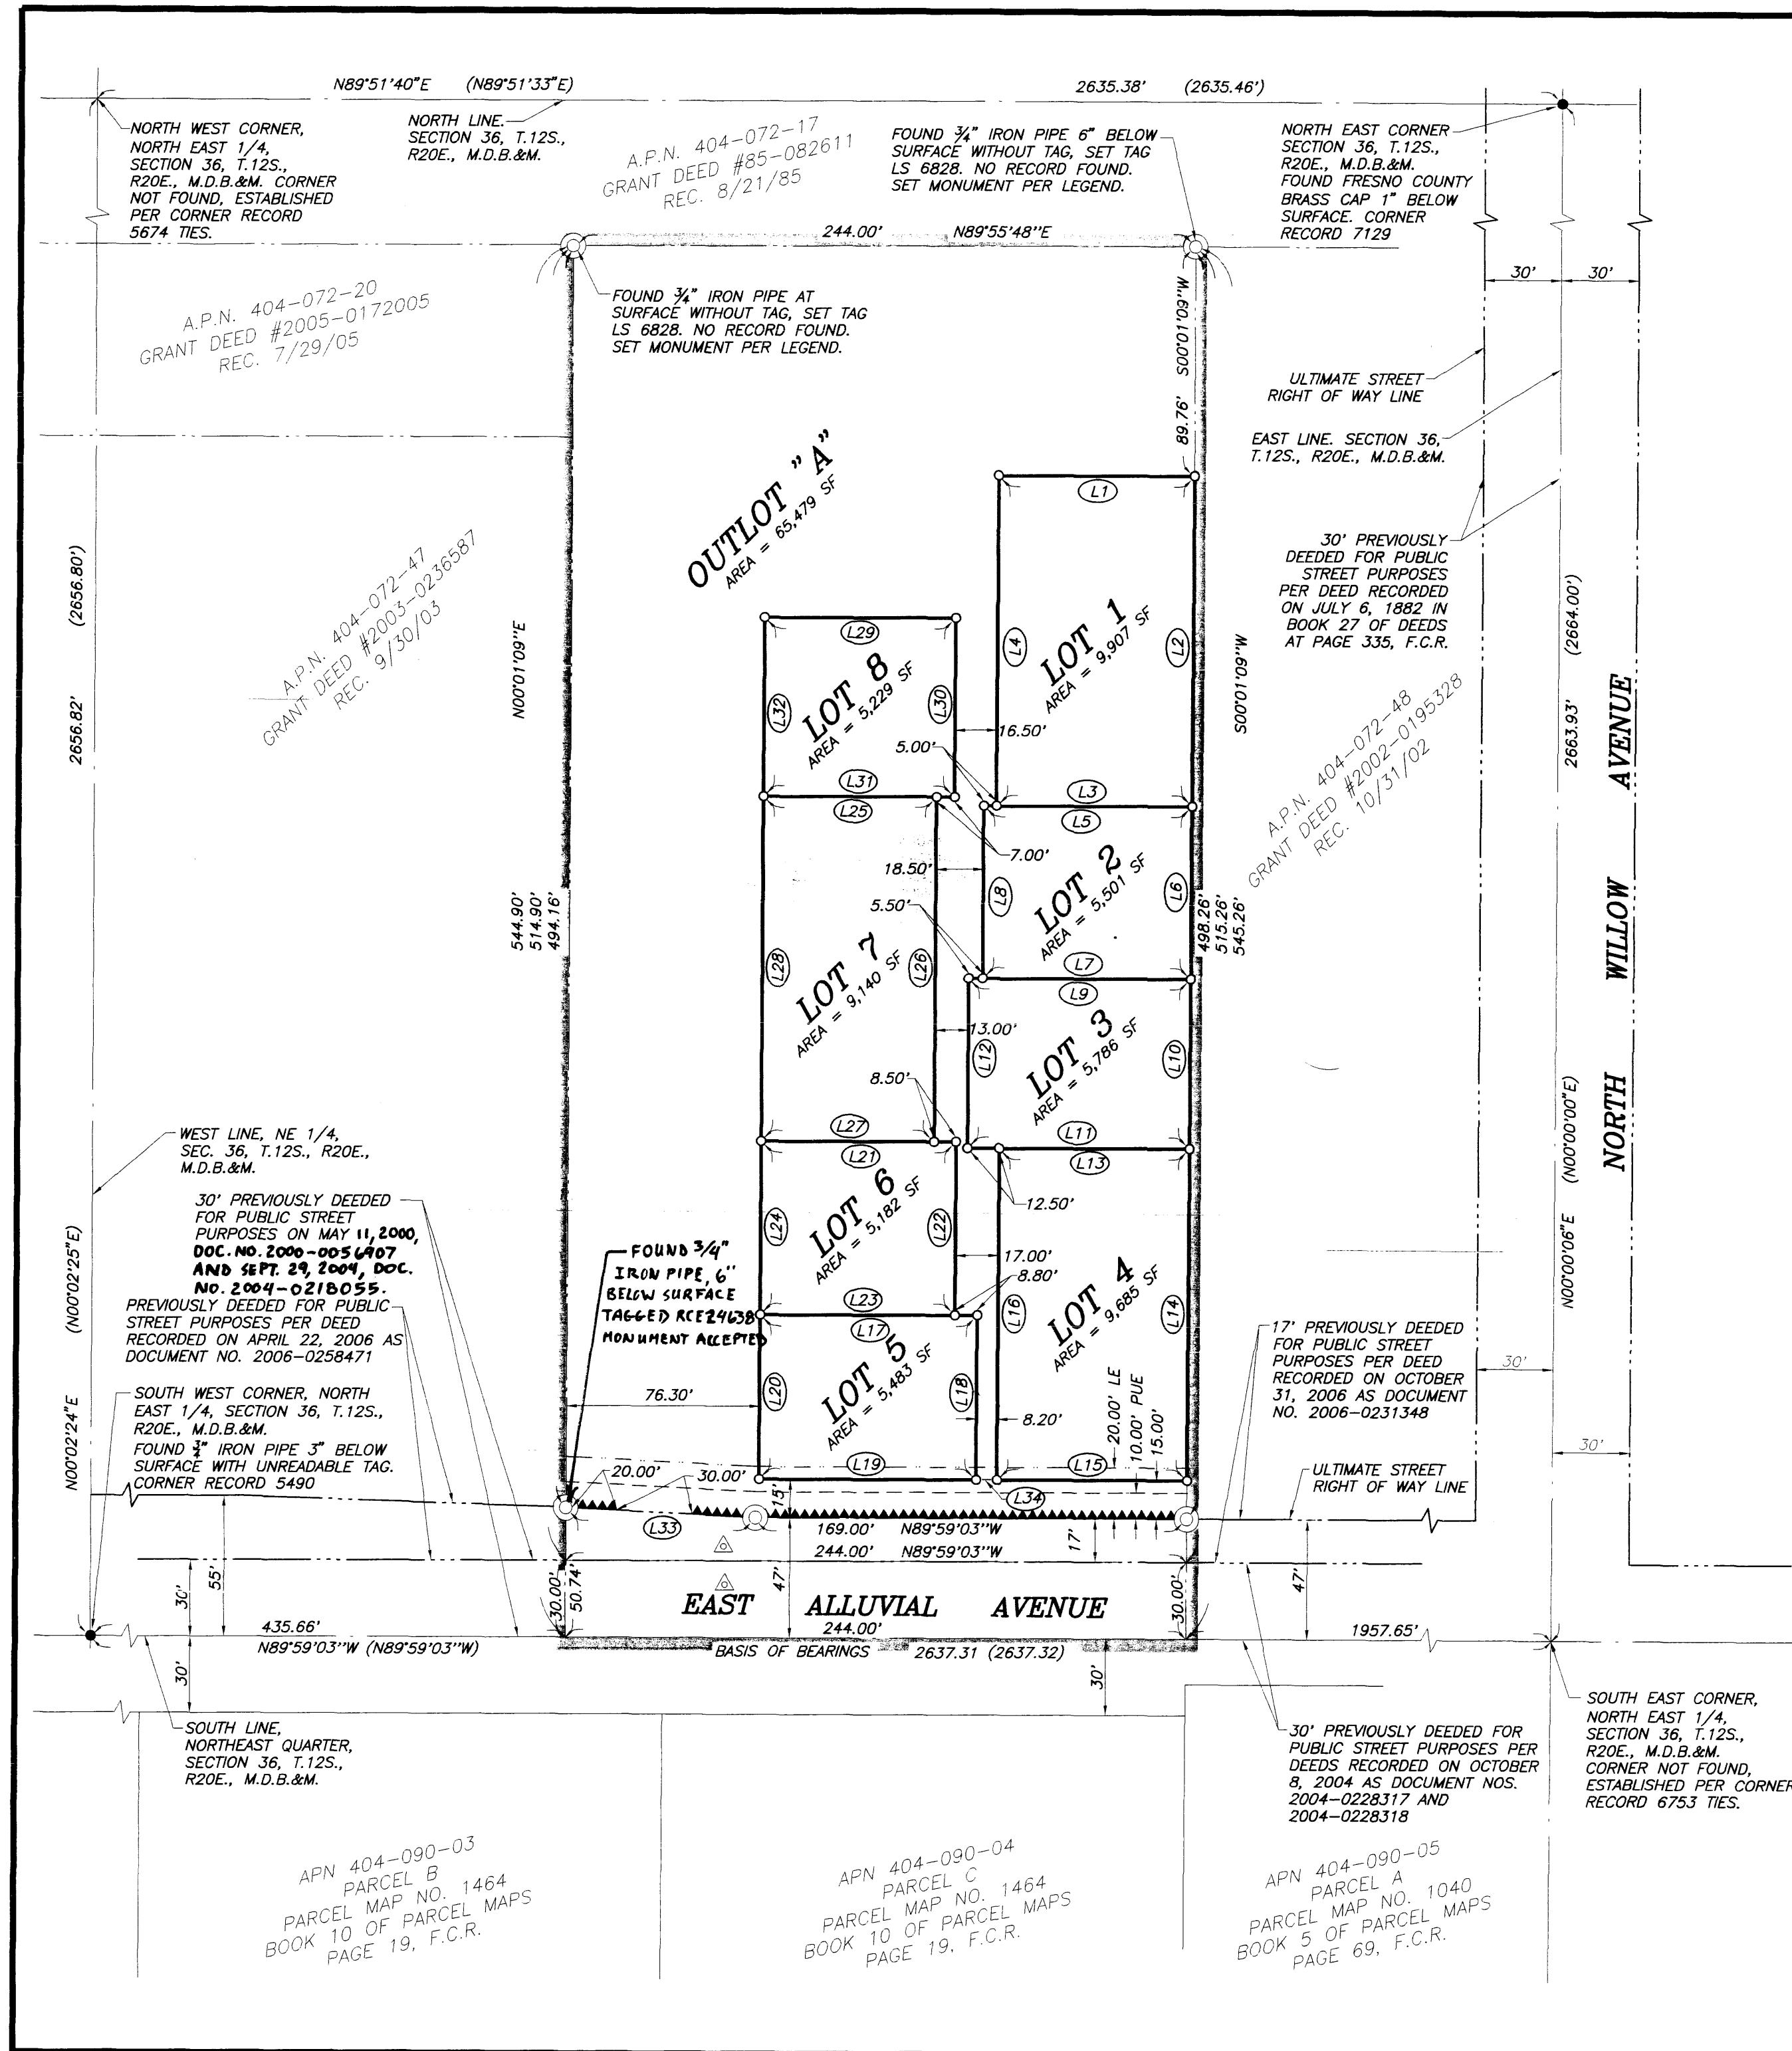 N89°51'40"E (N89°51'33"E)
2635.38' (2635.46')
NORTH WEST CORNER,
NORTH EAST 1/4,
SECTION 36, T.12S.,
R20E., M.D.B.&M. CORNER
NOT FOUND, ESTABLISHED
PER CORNER RECORD
5674 TIES.
NORTH LINE.
SECTION 36, T.12S.,
R20E., M.D.B.&M.
A.P.N. 404-072-17
GRANT DEED #85-082611
REC. 8/21/85
FOUND 3/4" IRON PIPE 6" BELOW
SURFACE WITHOUT TAG, SET TAG
LS 6828. NO RECORD FOUND.
SET MONUMENT PER LEGEND.
NORTH EAST CORNER
SECTION 36, T.12S.,
R20E., M.D.B.&M.
FOUND FRESNO COUNTY
BRASS CAP 1" BELOW
SURFACE. CORNER
RECORD 7129
244.00' N89°55'48''E
30' 30'
A.P.N. 404-072-20
GRANT DEED #2005-0172005
REC. 7/29/05
FOUND 3/4" IRON PIPE AT
SURFACE WITHOUT TAG, SET TAG
LS 6828. NO RECORD FOUND.
SET MONUMENT PER LEGEND.
89.76' S00°01'09''W
ULTIMATE STREET
RIGHT OF WAY LINE
EAST LINE. SECTION 36,
T.12S., R20E., M.D.B.&M.
30' PREVIOUSLY
DEEDED FOR PUBLIC
STREET PURPOSES
PER DEED RECORDED
ON JULY 6, 1882 IN
BOOK 27 OF DEEDS
AT PAGE 335, F.C.R.
OUTLOT "A"
AREA = 65,479 SF
L1
2656.82' (2656.80')
A.P.N. 404-072-47
GRANT DEED #2003-0236587
REC. 9/30/03
N00°01'09''E
L29
L32
LOT 8
AREA = 5,229 SF
L30
L4
LOT 1
AREA = 9,907 SF
L2
S00°01'09''W
16.50'
5.00'
L31
L25
L3
L5
7.00'
18.50'
5.50'
A.P.N. 404-072-48
GRANT DEED #2002-0195328
REC. 10/31/02
2663.93' (2664.00')
NORTH WILLOW AVENUE
L8
LOT 2
AREA = 5,501 SF
L6
544.90'
514.90'
494.16'
498.26'
515.26'
545.26'
L28
LOT 7
AREA = 9,140 SF
L26
L7
L9
13.00'
L12
LOT 3
AREA = 5,786 SF
L10
8.50'
L27
L21
L11
L13
12.50'
WEST LINE, NE 1/4,
SEC. 36, T.12S., R20E.,
M.D.B.&M.
30' PREVIOUSLY DEEDED
FOR PUBLIC STREET
PURPOSES ON MAY 11, 2000,
DOC. NO. 2000-0056907
AND SEPT. 29, 2004, DOC.
NO. 2004-0218055.
PREVIOUSLY DEEDED FOR PUBLIC
STREET PURPOSES PER DEED
RECORDED ON APRIL 22, 2006 AS
DOCUMENT NO. 2006-0258471
SOUTH WEST CORNER, NORTH
EAST 1/4, SECTION 36, T.12S.,
R20E., M.D.B.&M.
FOUND 3/4" IRON PIPE 3" BELOW
SURFACE WITH UNREADABLE TAG.
CORNER RECORD 5490
N00°02'24"E (N00°02'25"E)
FOUND 3/4"
IRON PIPE, 6"
BELOW SURFACE
TAGGED RCE24638
MONUMENT ACCEPTED
L24
LOT 6
AREA = 5,182 SF
L22
17.00'
8.80'
L23
L17
L16
LOT 4
AREA = 9,685 SF
L14
76.30'
L20
LOT 5
AREA = 5,483 SF
L18
8.20'
20.00' LE
10.00' PUE
15.00'
17' PREVIOUSLY DEEDED
FOR PUBLIC STREET
PURPOSES PER DEED
RECORDED ON OCTOBER
31, 2006 AS DOCUMENT
NO. 2006-0231348
30'
30'
N00°00'06"E (N00°00'00"E)
ULTIMATE STREET
RIGHT OF WAY LINE
L19
L15
L34
20.00' 30.00' 15'
L33
169.00' N89°59'03''W
244.00' N89°59'03''W
17'
55'
30'
30.00'
50.74'
47'
30.00'
47'
EAST ALLUVIAL AVENUE
435.66'
244.00'
1957.65'
N89°59'03''W (N89°59'03''W)
BASIS OF BEARINGS 2637.31 (2637.32)
30'
30'
SOUTH LINE,
NORTHEAST QUARTER,
SECTION 36, T.12S.,
R20E., M.D.B.&M.
30' PREVIOUSLY DEEDED FOR
PUBLIC STREET PURPOSES PER
DEEDS RECORDED ON OCTOBER
8, 2004 AS DOCUMENT NOS.
2004-0228317 AND
2004-0228318
SOUTH EAST CORNER,
NORTH EAST 1/4,
SECTION 36, T.12S.,
R20E., M.D.B.&M.
CORNER NOT FOUND,
ESTABLISHED PER CORNER
RECORD 6753 TIES.
APN 404-090-03
PARCEL B
PARCEL MAP NO. 1464
BOOK 10 OF PARCEL MAPS
PAGE 19, F.C.R.
APN 404-090-04
PARCEL C
PARCEL MAP NO. 1464
BOOK 10 OF PARCEL MAPS
PAGE 19, F.C.R.
APN 404-090-05
PARCEL A
PARCEL MAP NO. 1040
BOOK 5 OF PARCEL MAPS
PAGE 69, F.C.R.